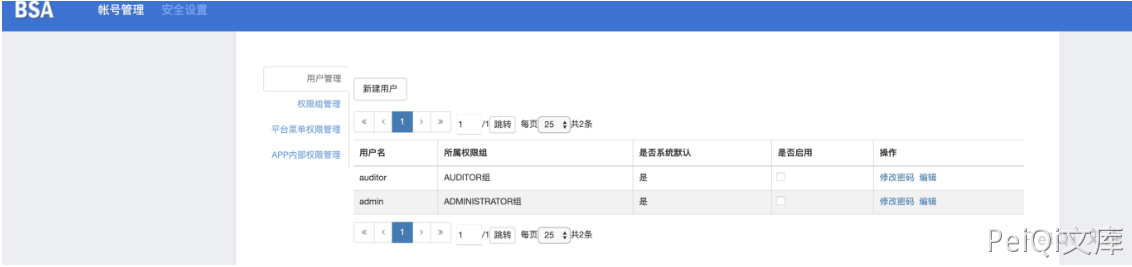 BSA 帐号管理 安全设置
用户管理
权限组管理
平台菜单权限管理
APP内部权限管理
新建用户
« ‹ 1 › » 1 /1 跳转 每页 25 共2条
用户名 所属权限组 是否系统默认 是否启用 操作
auditor AUDITOR组 是 修改密码 编辑
admin ADMINISTRATOR组 是 修改密码 编辑
« ‹ 1 › » 1 /1 跳转 每页 25 共2条
PeiQi文库